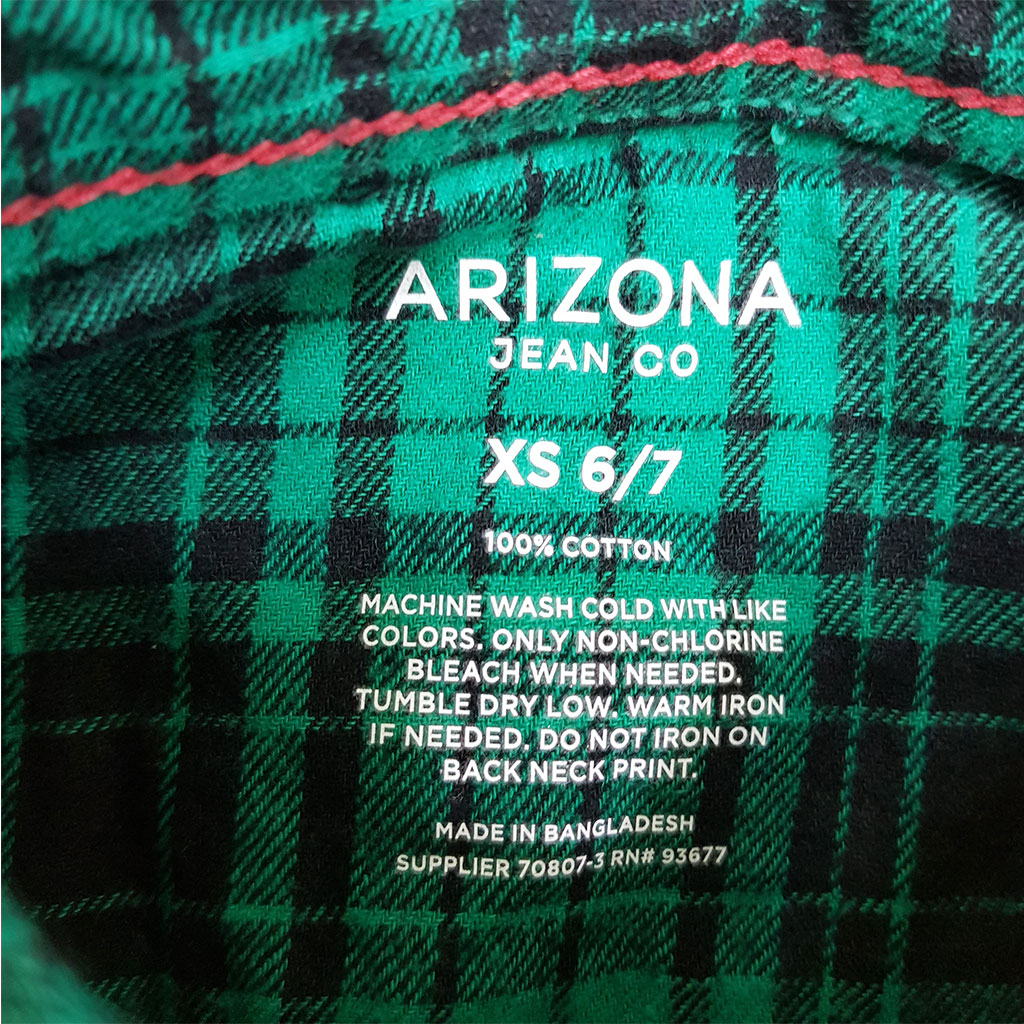 ARIZONA
JEAN CO
XS 6/7
100% COTTON
MACHINE WASH COLD WITH LIKE
COLORS. ONLY NON-CHLORINE
BLEACH WHEN NEEDED.
TUMBLE DRY LOW. WARM IRON
IF NEEDED. DO NOT IRON ON
BACK NECK PRINT.
MADE IN BANGLADESH
SUPPLIER 70807-3 RN# 93677